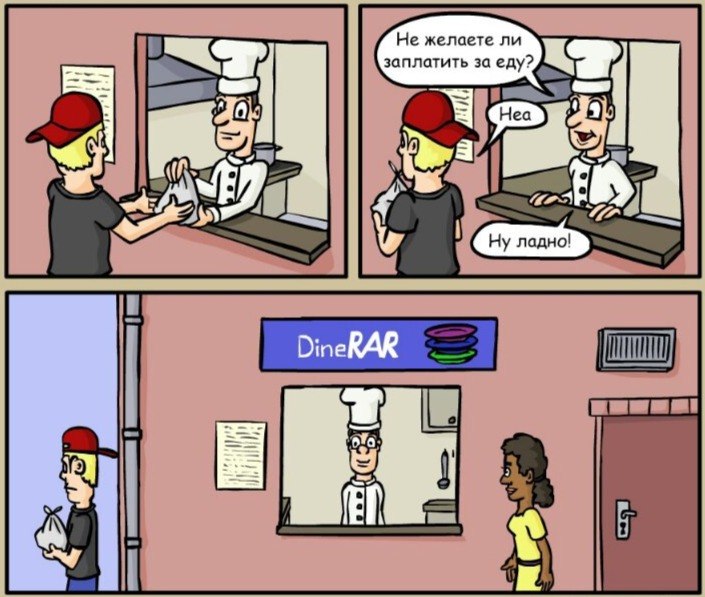 Не желаете ли
заплатить за еду?
Неа
Ну ладно!
DineRAR